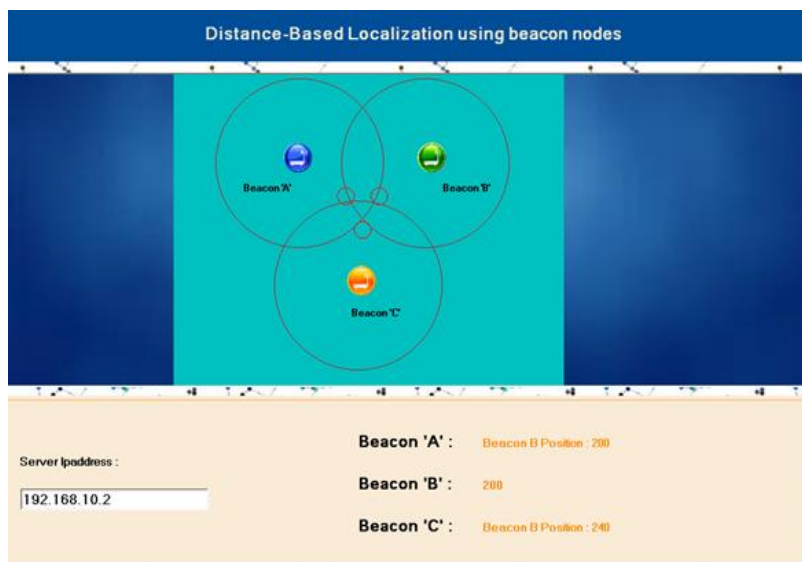 Distance-Based Localization using beacon nodes
Beacon 'A'
Beacon 'B'
Beacon 'C'
Beacon 'A' : Beacon B Position : 200
Server Ipaddress :
Beacon 'B' : 200
192.168.10.2
Beacon 'C' : Beacon B Position : 240